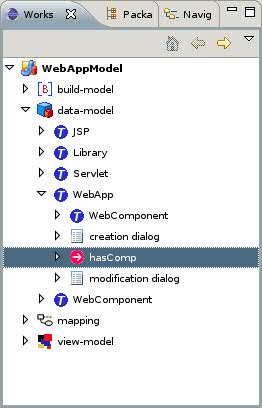 Works Packa Navig
WebAppModel
build-model
data-model
JSP
Library
Servlet
WebApp
WebComponent
creation dialog
hasComp
modification dialog
WebComponent
mapping
view-model